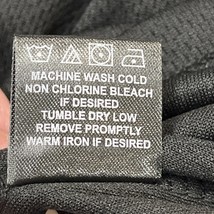 MACHINE WASH COLD
NON CHLORINE BLEACH
IF DESIRED
TUMBLE DRY LOW
REMOVE PROMPTLY
WARM IRON IF DESIRED